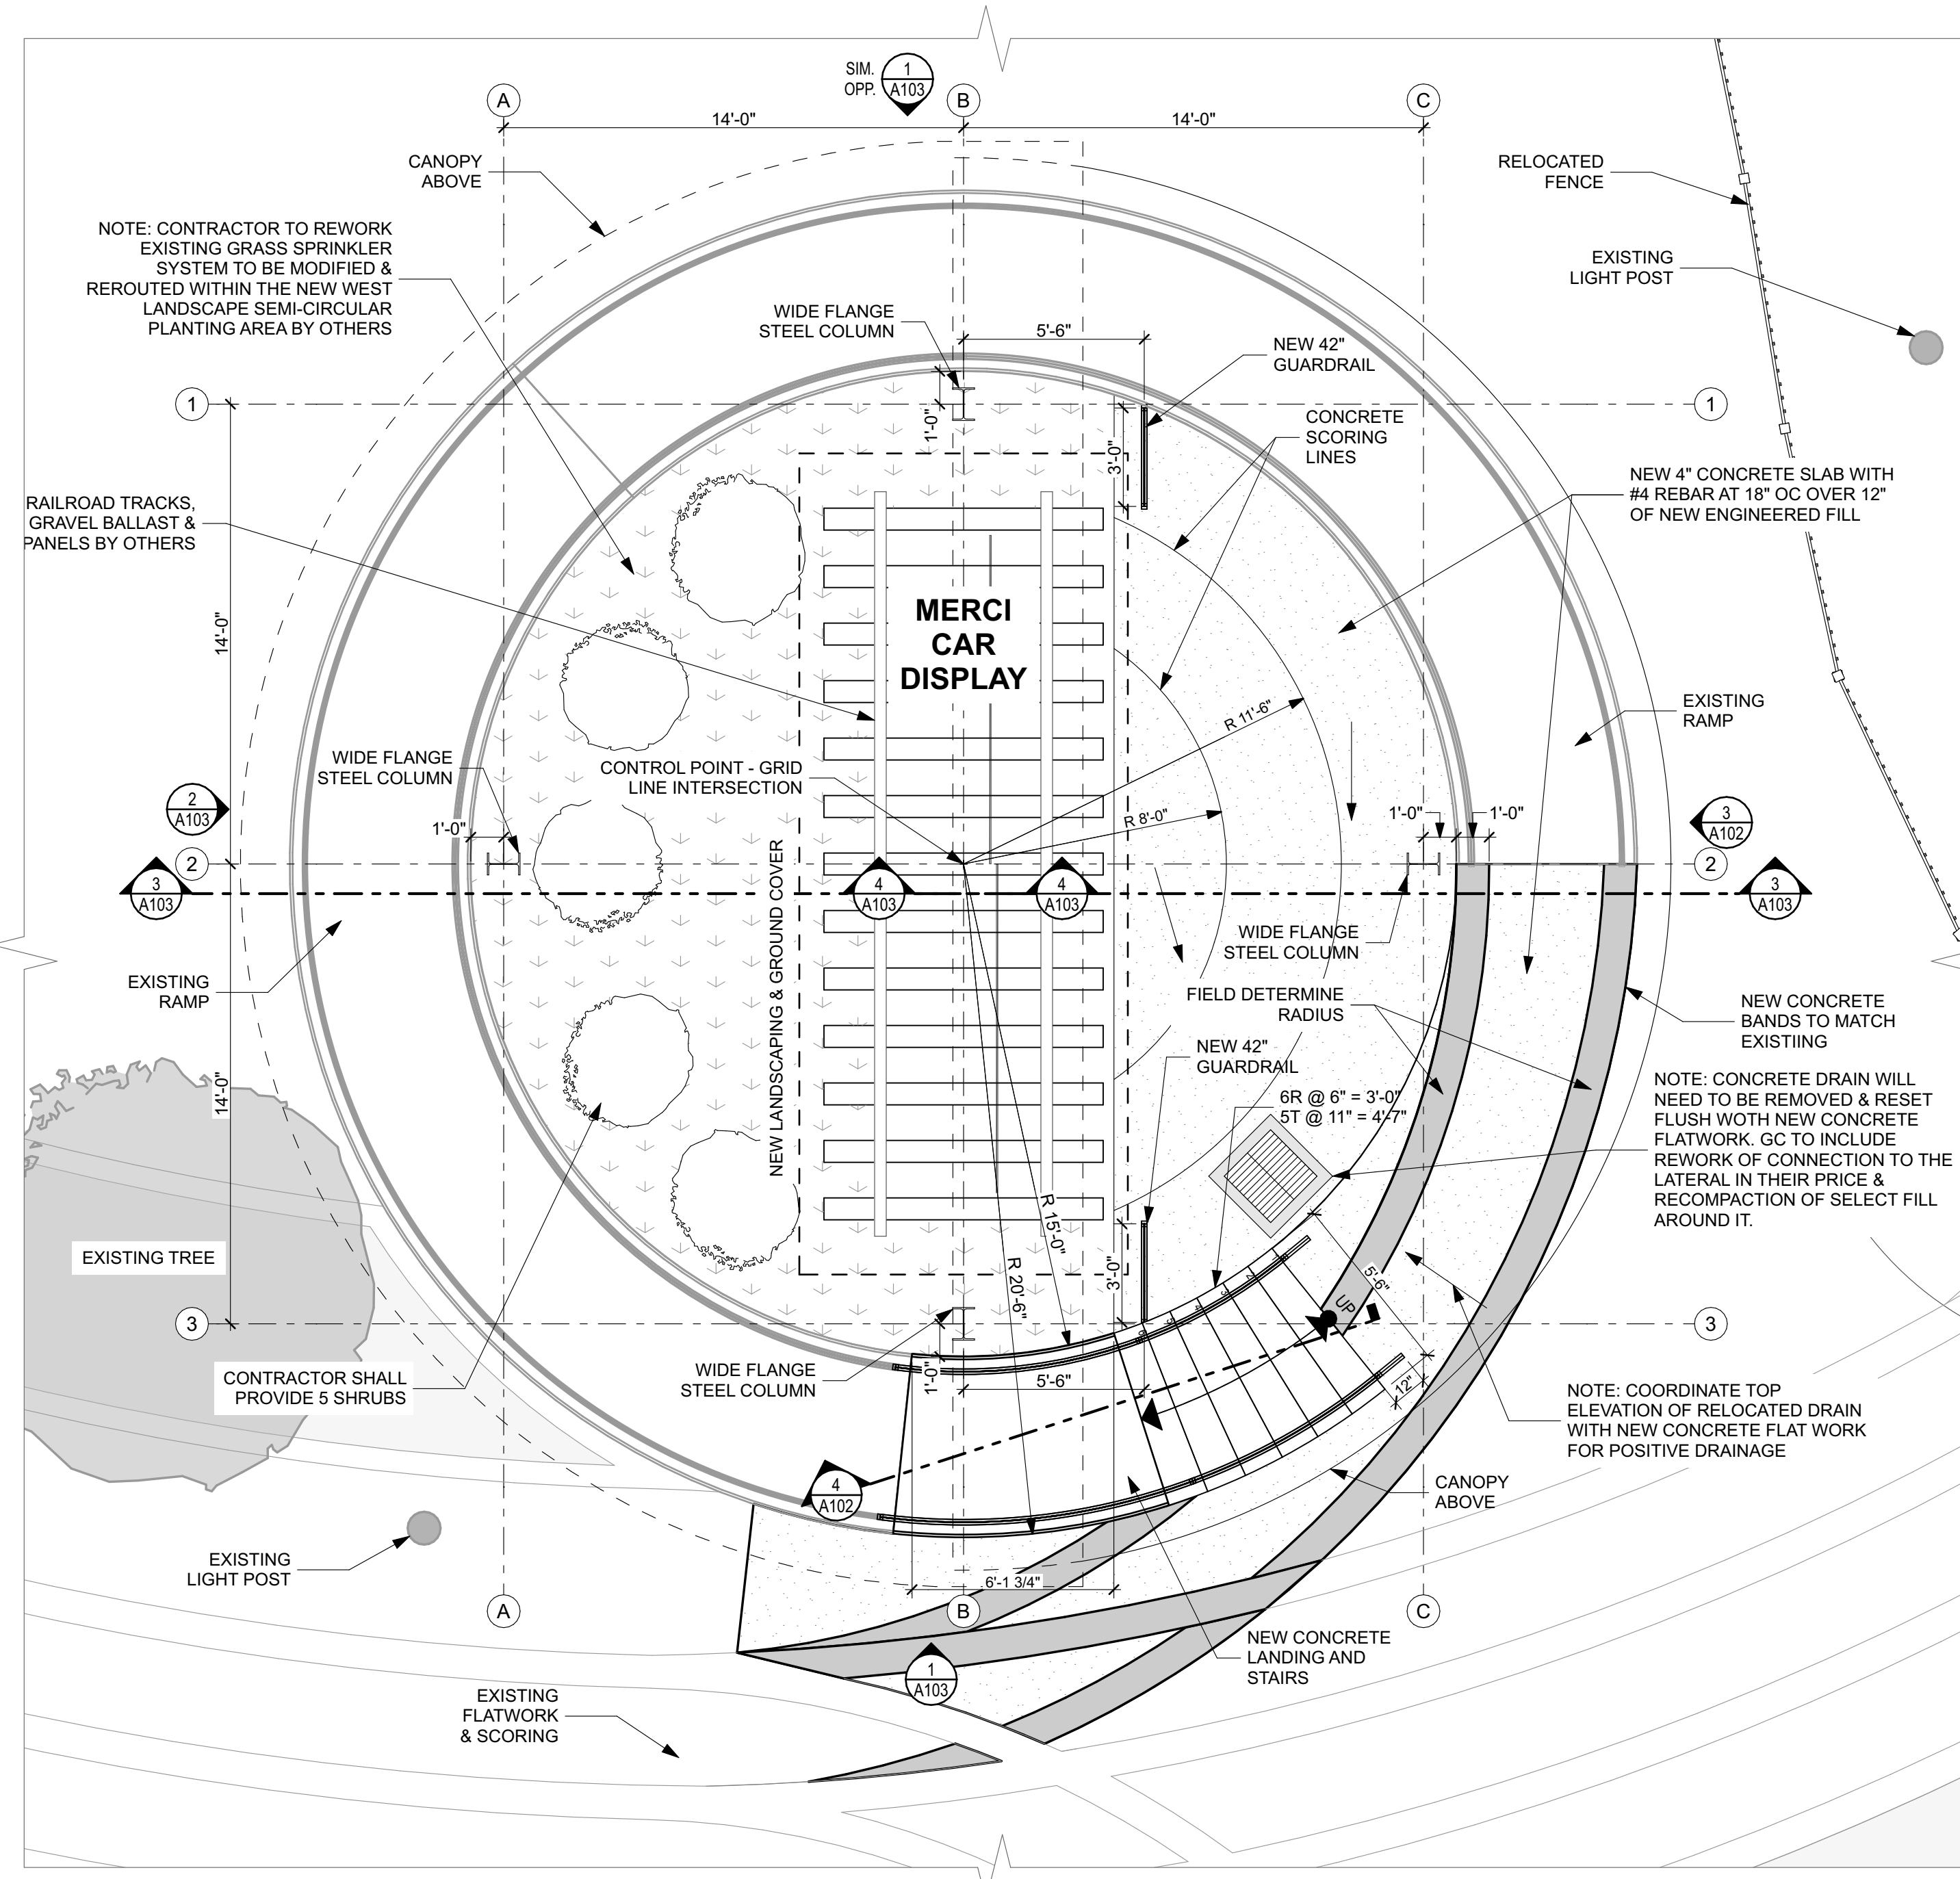 SIM.
OPP.
1
A103
A
B
C
14'-0"
14'-0"
CANOPY
ABOVE
RELOCATED
FENCE
NOTE: CONTRACTOR TO REWORK
EXISTING GRASS SPRINKLER
SYSTEM TO BE MODIFIED &
REROUTED WITHIN THE NEW WEST
LANDSCAPE SEMI-CIRCULAR
PLANTING AREA BY OTHERS
EXISTING
LIGHT POST
WIDE FLANGE
STEEL COLUMN
5'-6"
NEW 42"
GUARDRAIL
1
1
1'-0"
3'-0"
CONCRETE
SCORING
LINES
NEW 4" CONCRETE SLAB WITH
#4 REBAR AT 18" OC OVER 12"
OF NEW ENGINEERED FILL
RAILROAD TRACKS,
GRAVEL BALLAST &
PANELS BY OTHERS
MERCI
CAR
DISPLAY
14'-0"
R 11'-6"
EXISTING
RAMP
WIDE FLANGE
STEEL COLUMN
CONTROL POINT - GRID
LINE INTERSECTION
2
A103
1'-0"
R 8'-0"
1'-0"
1'-0"
3
A102
2
2
3
A103
4
A103
4
A103
3
A103
NEW LANDSCAPING & GROUND COVER
WIDE FLANGE
STEEL COLUMN
EXISTING
RAMP
FIELD DETERMINE
RADIUS
NEW CONCRETE
BANDS TO MATCH
EXISTIING
NEW 42"
GUARDRAIL
14'-0"
6R @ 6" = 3'-0"
5T @ 11" = 4'-7"
NOTE: CONCRETE DRAIN WILL
NEED TO BE REMOVED & RESET
FLUSH WOTH NEW CONCRETE
FLATWORK. GC TO INCLUDE
REWORK OF CONNECTION TO THE
LATERAL IN THEIR PRICE &
RECOMPACTION OF SELECT FILL
AROUND IT.
EXISTING TREE
R 15'-0"
R 20'-6"
3'-0"
5'-6"
UP
3
3
CONTRACTOR SHALL
PROVIDE 5 SHRUBS
WIDE FLANGE
STEEL COLUMN
1'-0"
5'-6"
12"
NOTE: COORDINATE TOP
ELEVATION OF RELOCATED DRAIN
WITH NEW CONCRETE FLAT WORK
FOR POSITIVE DRAINAGE
4
A102
CANOPY
ABOVE
EXISTING
LIGHT POST
6'-1 3/4"
A
B
C
NEW CONCRETE
LANDING AND
STAIRS
1
A103
EXISTING
FLATWORK
& SCORING